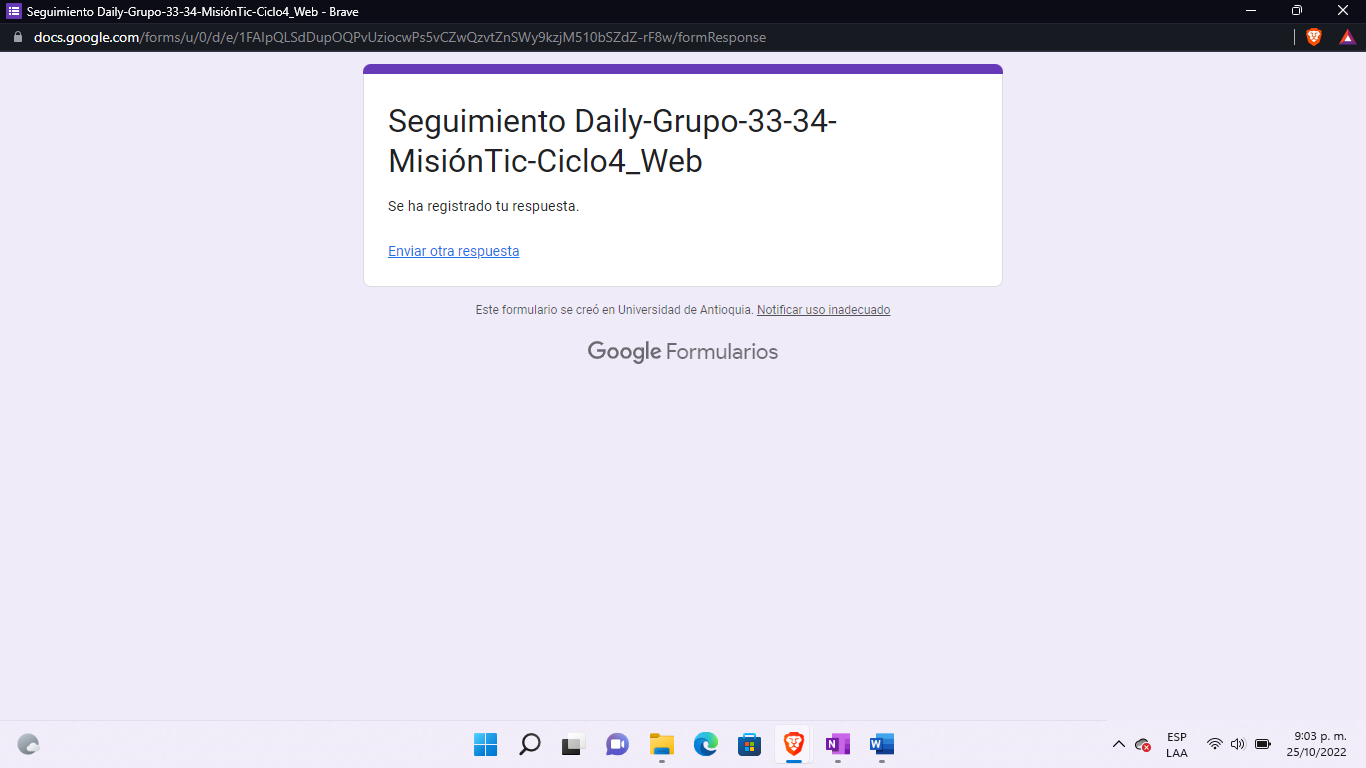 Seguimiento Daily-Grupo-33-34-MisiónTic-Ciclo4_Web - Brave
docs.google.com/forms/u/0/d/e/1FAIpQLSdDupOQPvUziocwPs5vCZwQzvtZnSWy9kzjM510bSZdZ-rF8w/formResponse
Seguimiento Daily-Grupo-33-34-
MisiónTic-Ciclo4_Web
Se ha registrado tu respuesta.
Enviar otra respuesta
Este formulario se creó en Universidad de Antioquia. Notificar uso inadecuado
Google Formularios
N
W
ESP
LAA
9:03 p. m.
25/10/2022